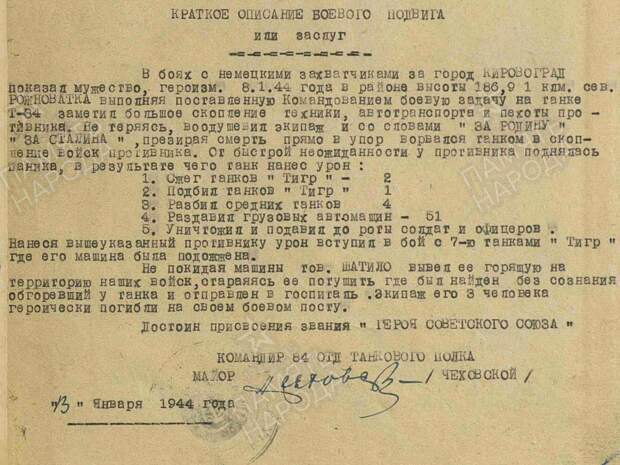 КРАТКОЕ ОПИСАНИЕ БОЕВОГО ПОДВИГА
или заслуг
В боях с немецкими захватчиками за город КИРОВОГРАД
показал мужество, героизм. 8.1.44 года в районе высоты 186,9 1 клм. сев.
РОЖНОВАТКА выполняя поставленную Командованием боевую задачу на танке
Т-34 заметил большое скопление техники, автотранспорта и пехоты про-
тивника. Не теряясь, воодушевил экипаж и со словами " ЗА РОДИНУ "
" ЗА СТАЛИНА ", презирая смерть прямо в упор ворвался танком в скоп-
ление войск противника. От быстрой неожиданности у противника поднялась
паника, в результате чего танк нанес урон :
1. Сжег танков "Тигр" - 2
2. Подбил танков "Тигр" 1
3. Разбил средних танков 4
4. Раздавил грузовых автомашин - 51
5. Уничтожил и подавил до роты солдат и офицеров .
Нанеся вышеуказанный противнику урон вступил в бой с 7-ю танками " Тигр "
где его машина была подожжена.
Не покидая машины тов. ШАТИЛО вывел ее горящую на
территорию наших войск, стараяясь ее потушить где был найден без сознания
обгоревший у танка и отправлен в госпиталь .Экипаж его 3 человека
героически погибли на своем боевом посту.
Достоин присвоения звания " ГЕРОЯ СОВЕТСКОГО СОЮЗА "
КОМАНДИР 84 ОТД ТАНКОВОГО ПОЛКА
МАЙОР / ЧЕХОВСКОЙ /
"13" Января 1944 года